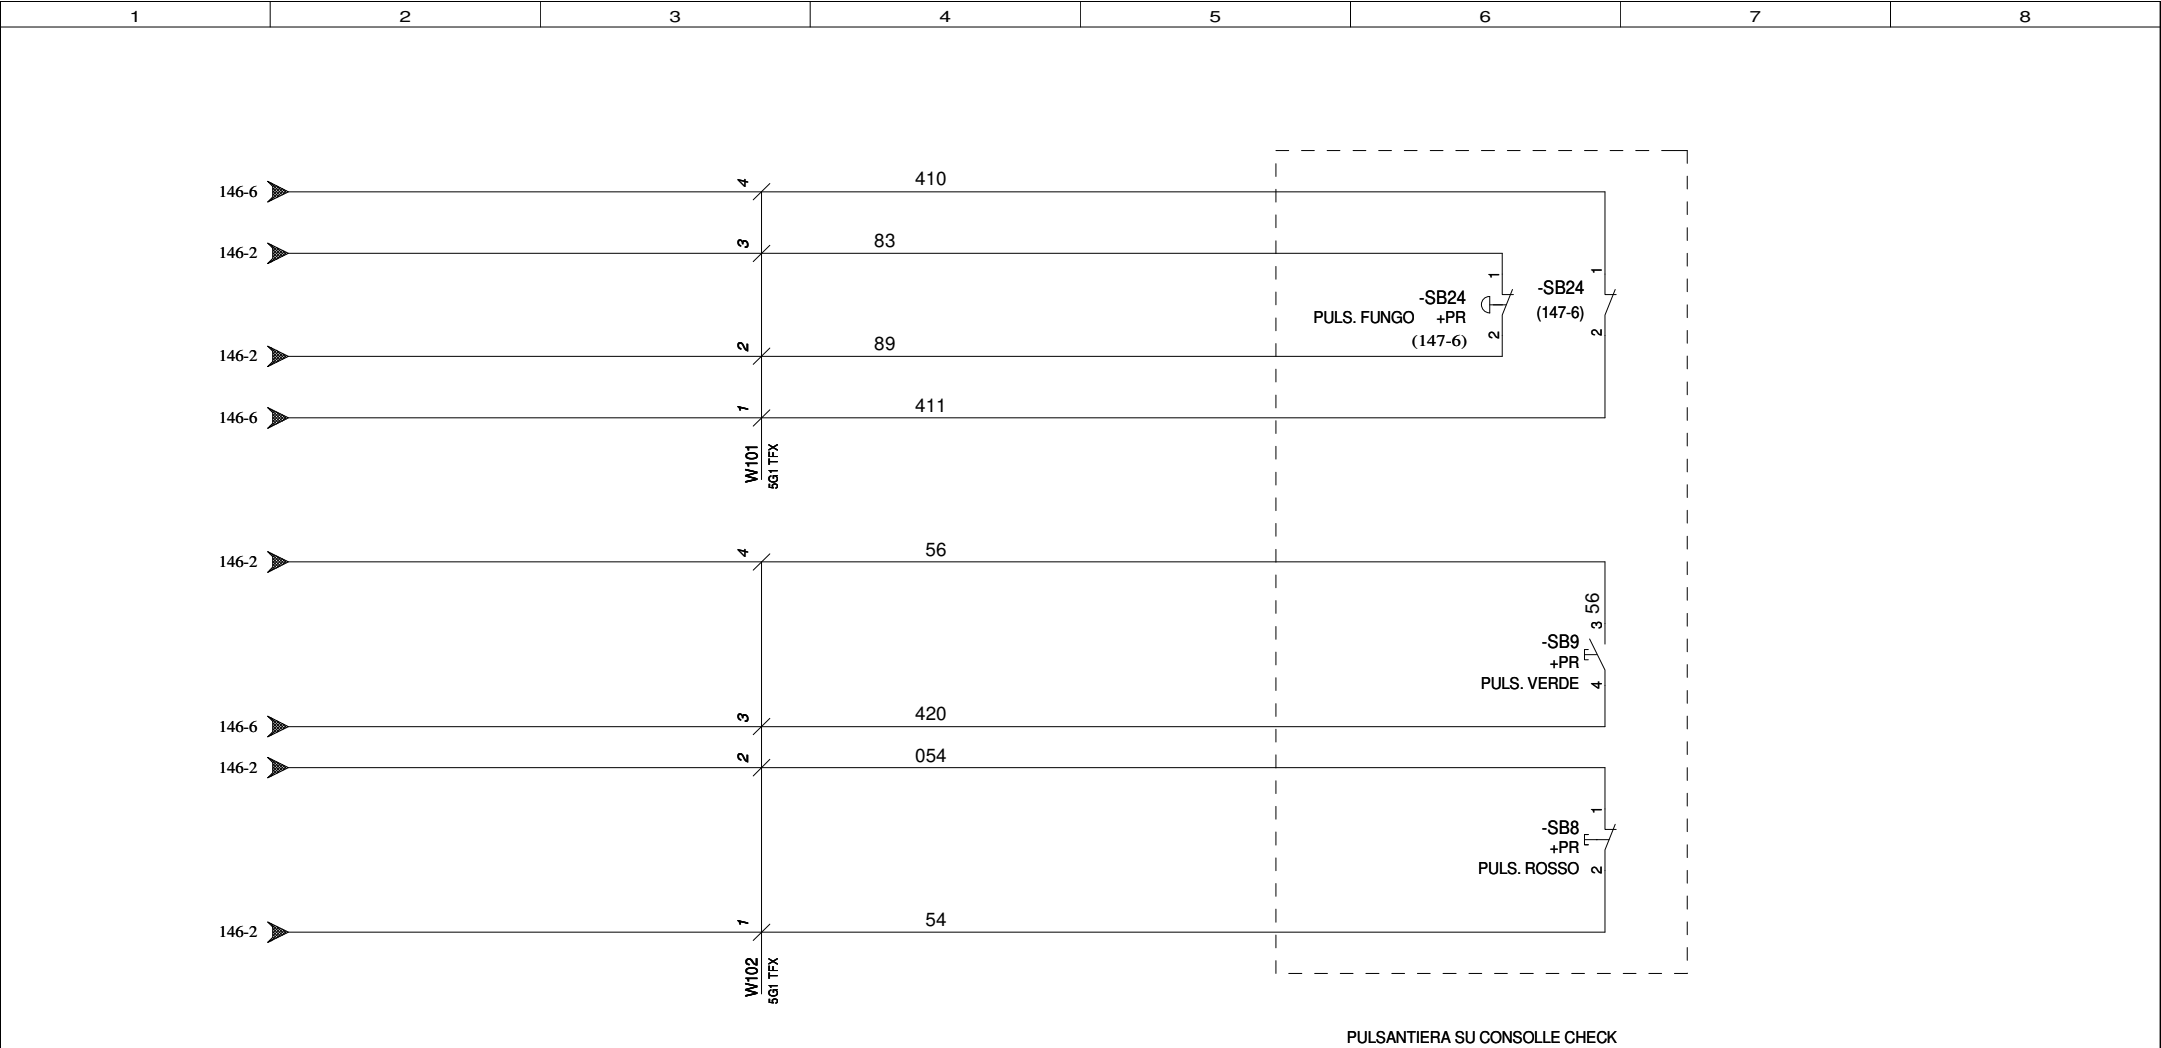 1 2 3 4 5 6 7 8
146-6 4 410
146-2 3 83
1 1
-SB24 -SB24
PULS. FUNGO +PR (147-6)
(147-6) 2 2
146-2 2 89
146-6 1 411
W101
5G1 TFX
146-2 4 56
56
3
-SB9
+PR
PULS. VERDE 4
146-6 3 420
146-2 2 054
1
-SB8
+PR
PULS. ROSSO 2
146-2 1 54
W102
5G1 TFX
PULSANTIERA SU CONSOLLE CHECK